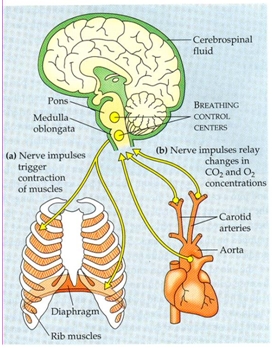 Cerebrospinal
fluid
Pons
Medulla
oblongata
BREATHING
CONTROL
CENTERS
(a) Nerve impulses
trigger
contraction
of muscles
(b) Nerve impulses relay
changes in
CO₂ and O₂
concentrations
Carotid
arteries
Aorta
Diaphragm
Rib muscles